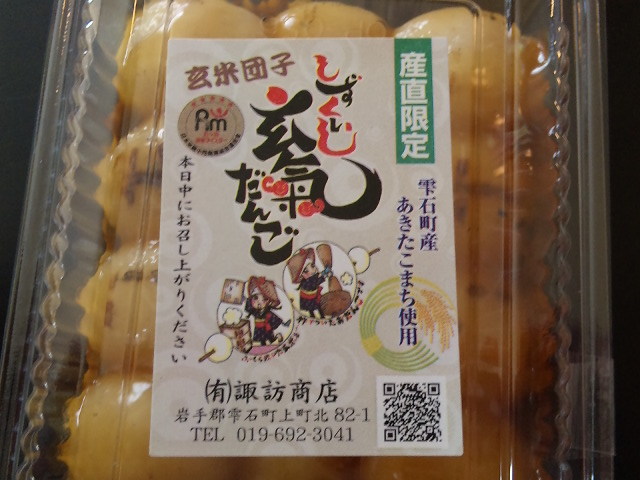 産直限定
玄米団子
しずくいし
玄氣
だんご
Pim
雫石町産
あきたこまち使用
本日中にお召し上がりください
(有)諏訪商店
岩手郡雫石町上町北 82-1
TEL 019-692-3041